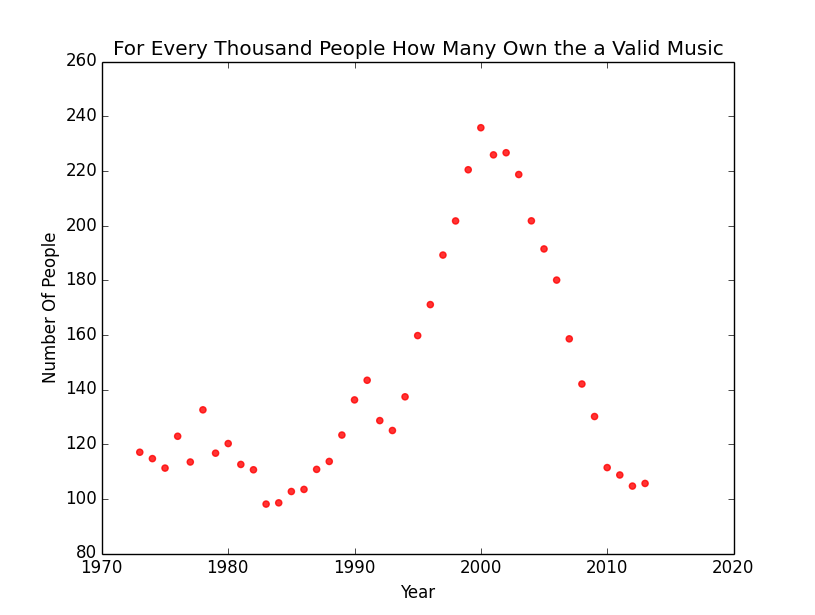 For Every Thousand People How Many Own the a Valid Music
260
240
220
200
180
160
140
120
100
80
Number Of People
1970 1980 1990 2000 2010 2020
Year